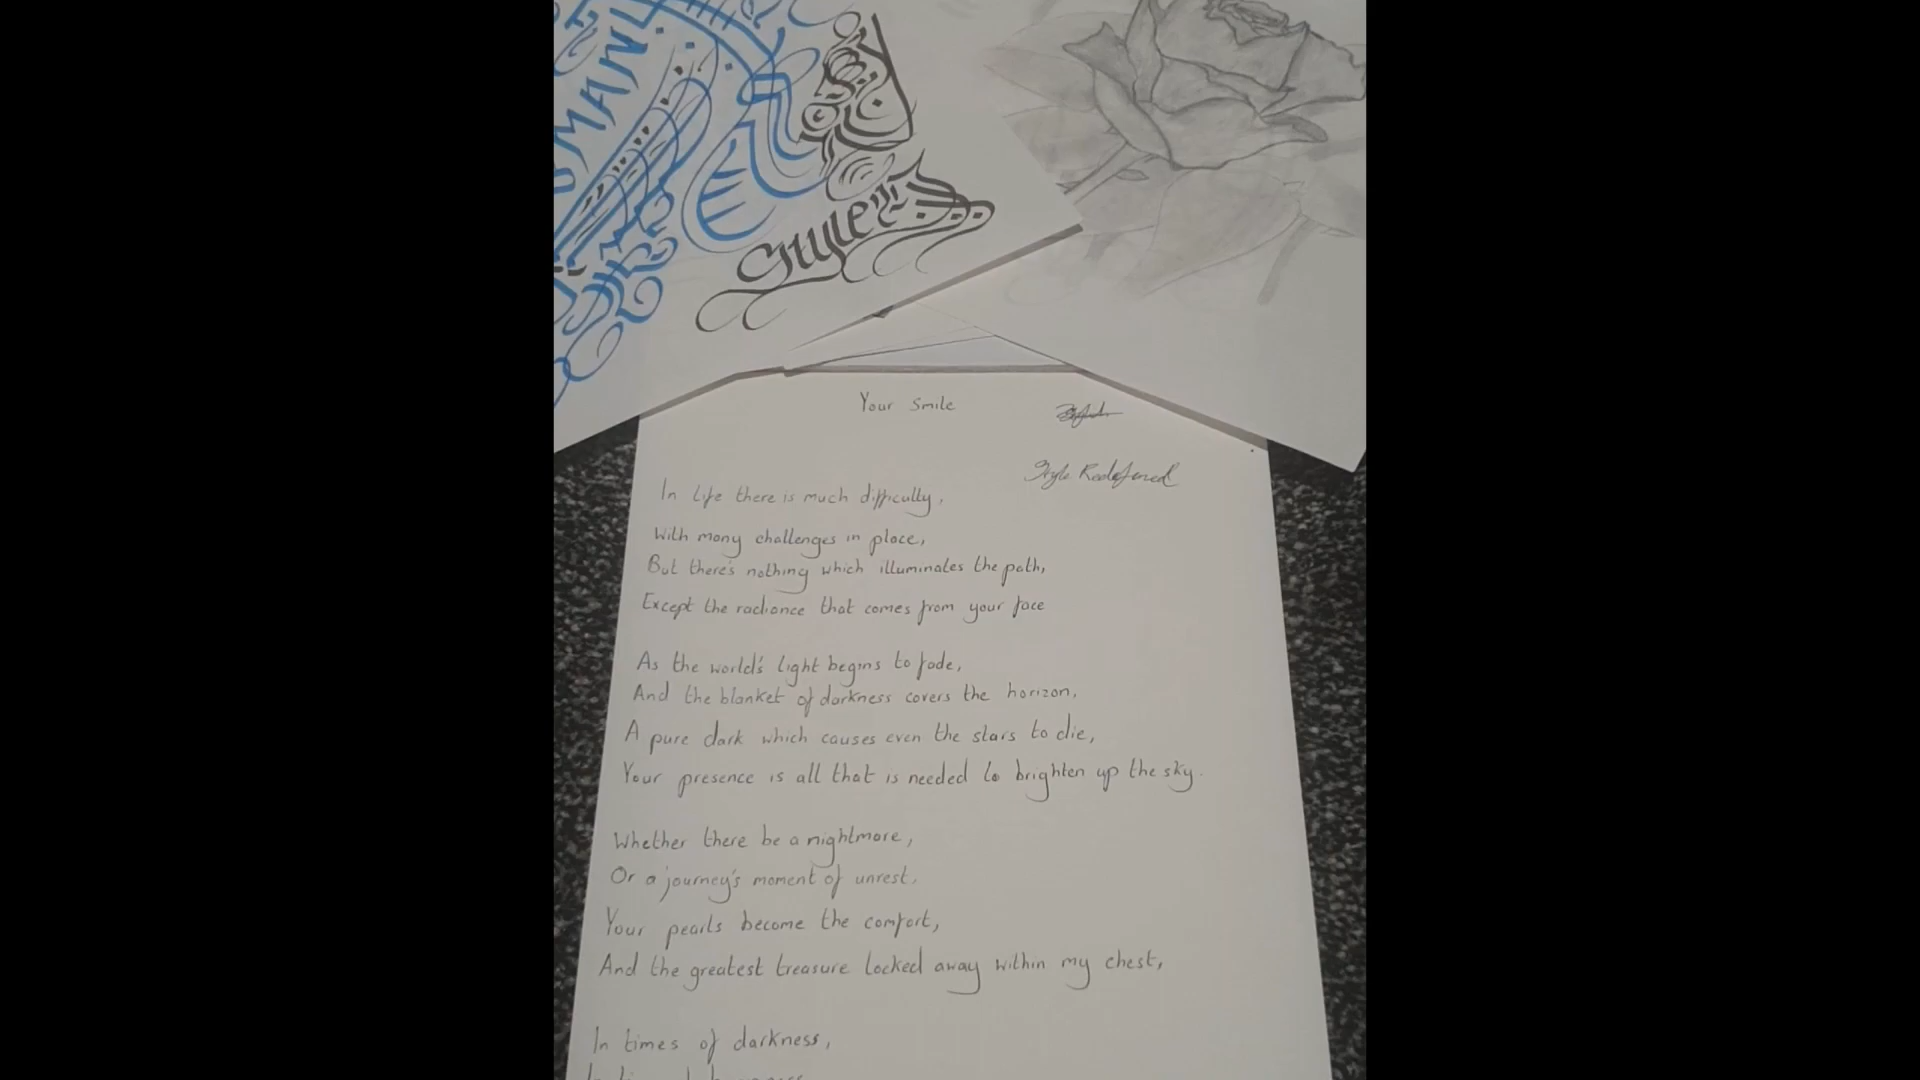 Style
Your Smile
Style Redefined
In life there is much difficulty,
With many challenges in place,
But there's nothing which illuminates the path,
Except the radiance that comes from your face
As the world's light begins to fade,
And the blanket of darkness covers the horizon,
A pure dark which causes even the stars to die,
Your presence is all that is needed to brighten up the sky.
Whether there be a nightmare,
Or a journey's moment of unrest,
Your pearls become the comfort,
And the greatest treasure locked away within my chest,
In times of darkness,